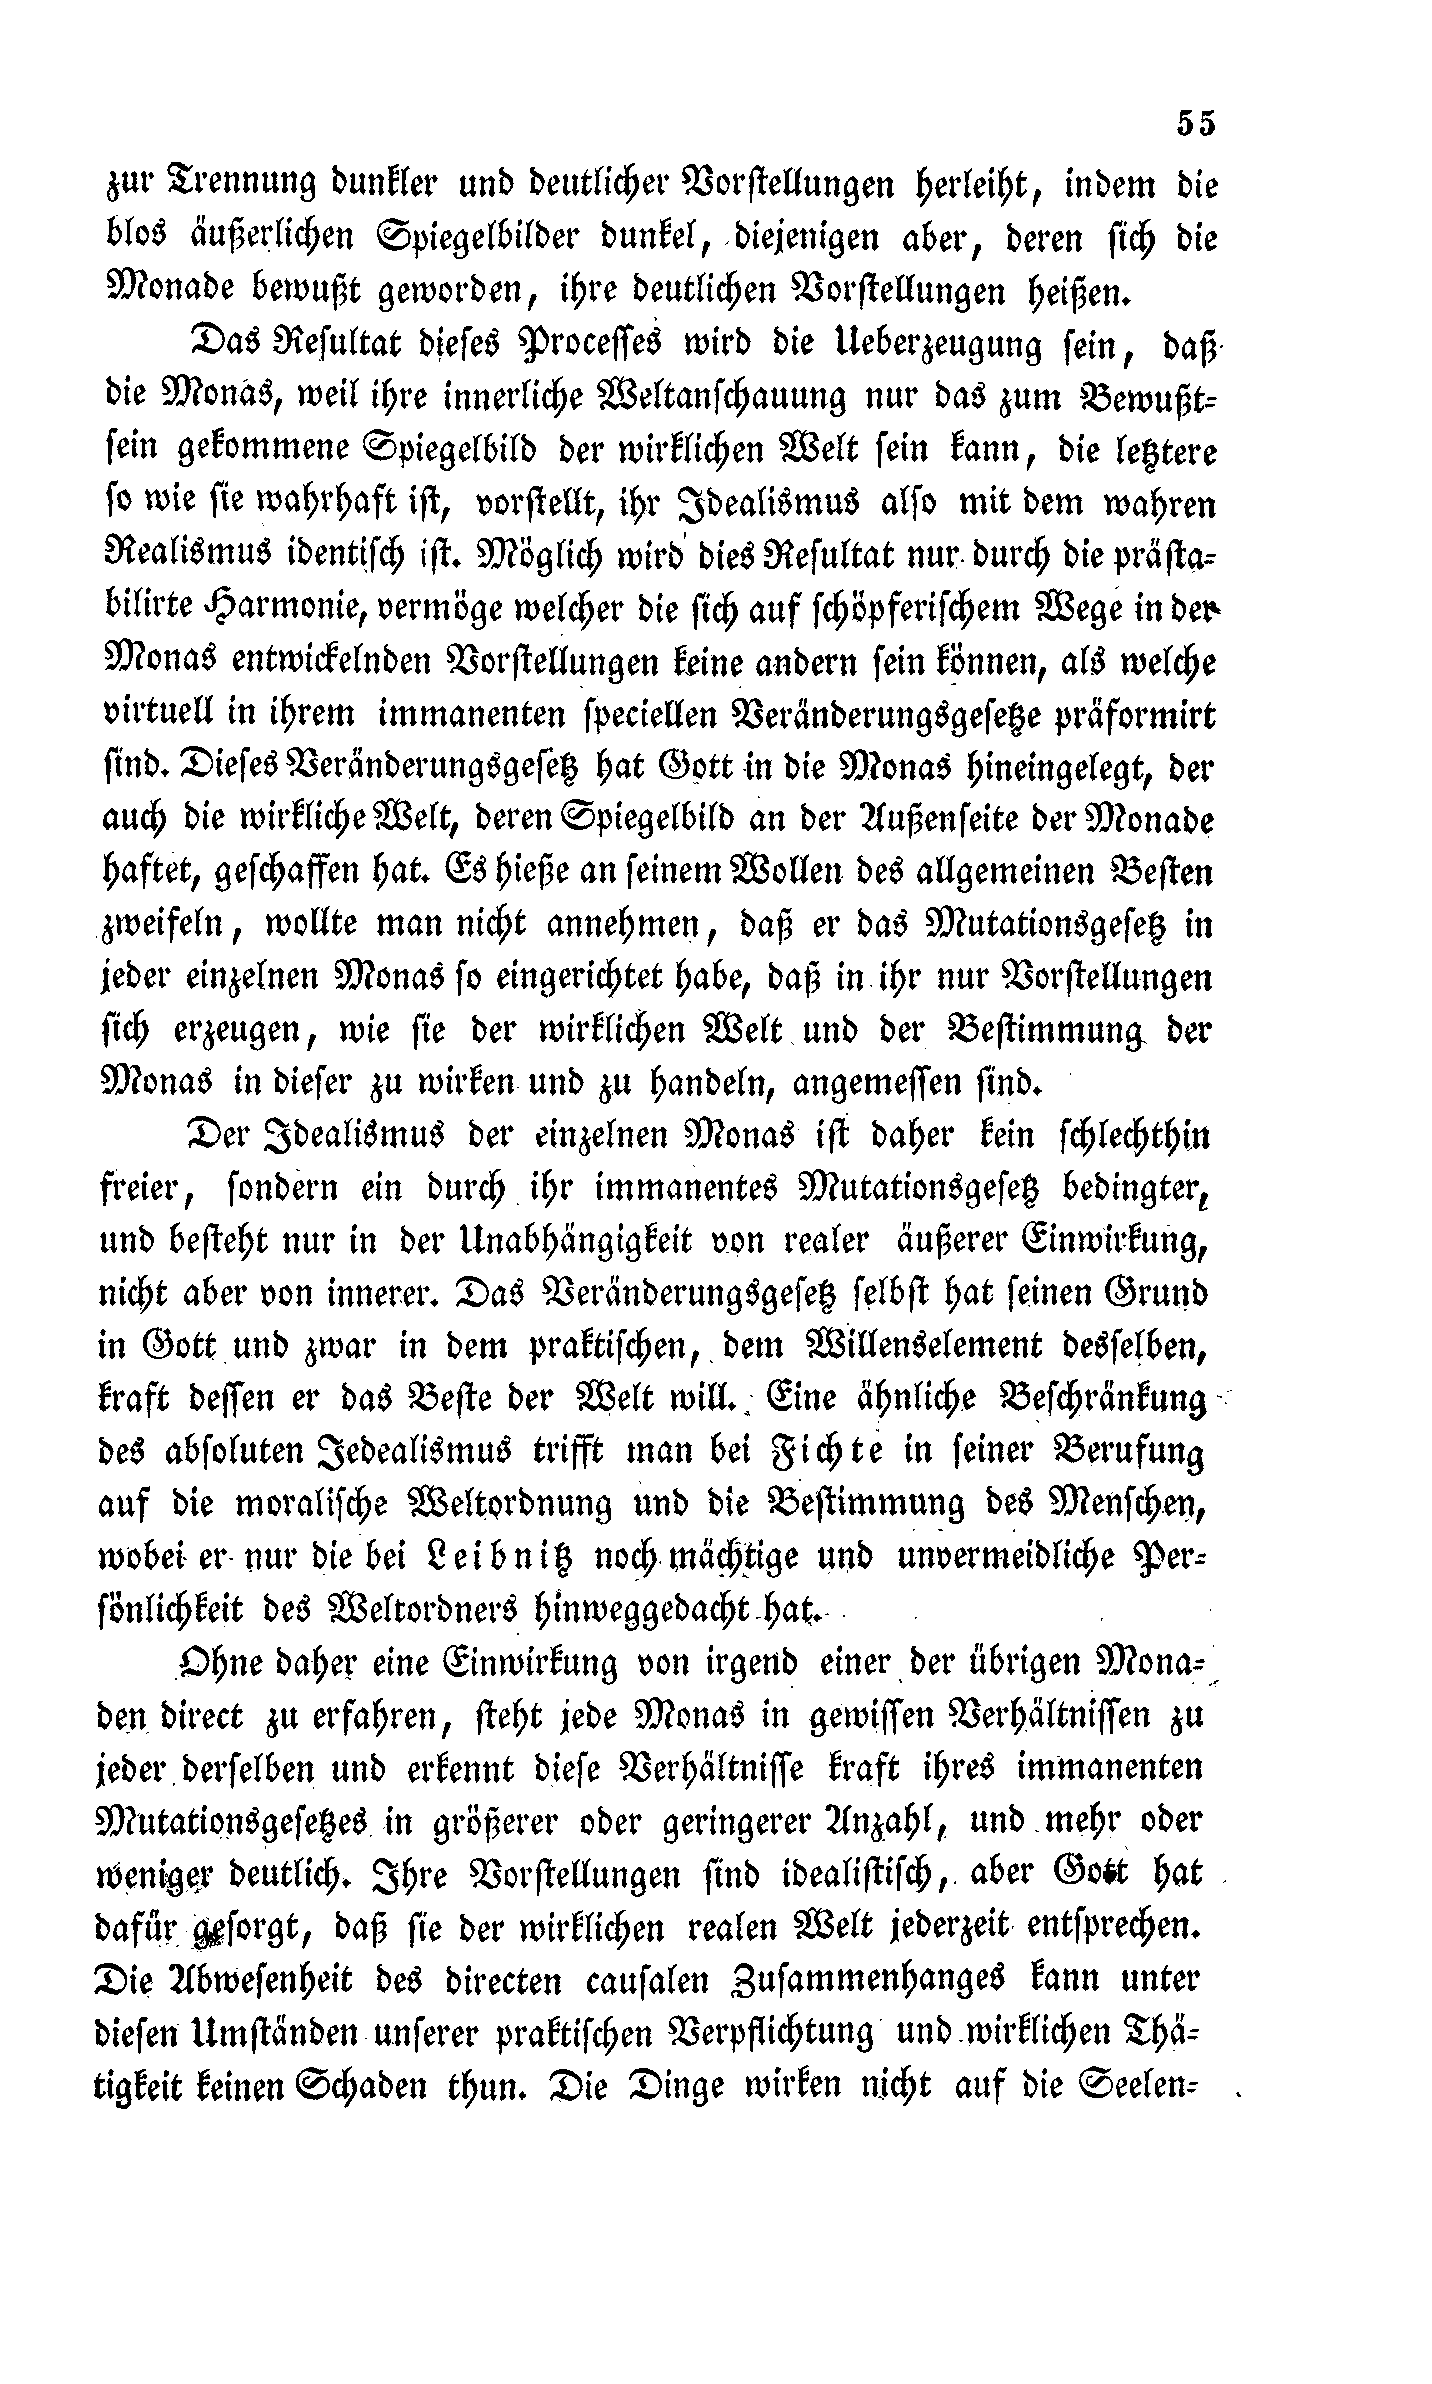 55
zur Trennung dunkler und deutlicher Vorstellungen herleiht, indem die
blos äußerlichen Spiegelbilder dunkel, diejenigen aber, deren sich die
Monade bewußt geworden, ihre deutlichen Vorstellungen heißen.
Das Resultat dieses Processes wird die Ueberzeugung sein, daß
die Monas, weil ihre innerliche Weltanschauung nur das zum Bewußt-
sein gekommene Spiegelbild der wirklichen Welt sein kann, die letztere
so wie sie wahrhaft ist, vorstellt, ihr Idealismus also mit dem wahren
Realismus identisch ist. Möglich wird dies Resultat nur durch die prästa-
bilirte Harmonie, vermöge welcher die sich auf schöpferischem Wege in der
Monas entwickelnden Vorstellungen keine andern sein können, als welche
virtuell in ihrem immanenten speciellen Veränderungsgesetze präformirt
sind. Dieses Veränderungsgesetz hat Gott in die Monas hineingelegt, der
auch die wirkliche Welt, deren Spiegelbild an der Außenseite der Monade
haftet, geschaffen hat. Es hieße an seinem Wollen des allgemeinen Besten
zweifeln, wollte man nicht annehmen, daß er das Mutationsgesetz in
jeder einzelnen Monas so eingerichtet habe, daß in ihr nur Vorstellungen
sich erzeugen, wie sie der wirklichen Welt und der Bestimmung der
Monas in dieser zu wirken und zu handeln, angemessen sind.
Der Idealismus der einzelnen Monas ist daher kein schlechthin
freier, sondern ein durch ihr immanentes Mutationsgesetz bedingter,
und besteht nur in der Unabhängigkeit von realer äußerer Einwirkung,
nicht aber von innerer. Das Veränderungsgesetz selbst hat seinen Grund
in Gott und zwar in dem praktischen, dem Willenselement desselben,
kraft dessen er das Beste der Welt will. Eine ähnliche Beschränkung
des absoluten Jedealismus trifft man bei Fichte in seiner Berufung
auf die moralische Weltordnung und die Bestimmung des Menschen,
wobei er nur die bei Leibnitz noch mächtige und unvermeidliche Per-
sönlichkeit des Weltordners hinweggedacht hat.
Ohne daher eine Einwirkung von irgend einer der übrigen Mona-
den direct zu erfahren, steht jede Monas in gewissen Verhältnissen zu
jeder derselben und erkennt diese Verhältnisse kraft ihres immanenten
Mutationsgesetzes in größerer oder geringerer Anzahl, und mehr oder
weniger deutlich. Ihre Vorstellungen sind idealistisch, aber Gott hat
dafür gesorgt, daß sie der wirklichen realen Welt jederzeit entsprechen.
Die Abwesenheit des directen causalen Zusammenhanges kann unter
diesen Umständen unserer praktischen Verpflichtung und wirklichen Thä-
tigkeit keinen Schaden thun. Die Dinge wirken nicht auf die Seelen-